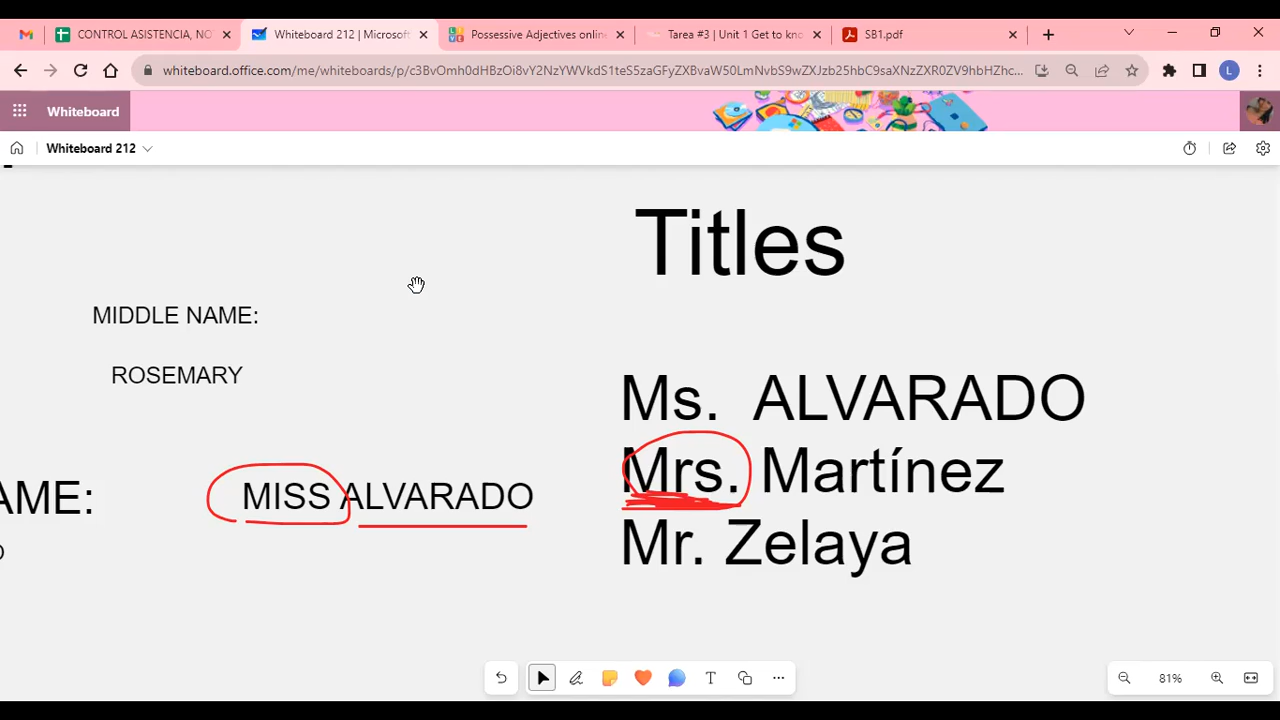 CONTROL ASISTENCIA, NO
Whiteboard 212 | Microsoft
Possessive Adjectives online
Tarea #3 | Unit 1 Get to kno
SB1.pdf
whiteboard.office.com/me/whiteboards/p/
L
Whiteboard
Whiteboard 212
Titles
MIDDLE NAME:
ROSEMARY
Ms. ALVARADO
Mrs. Martínez
Mr. Zelaya
AME:
MISS ALVARADO
O
81%